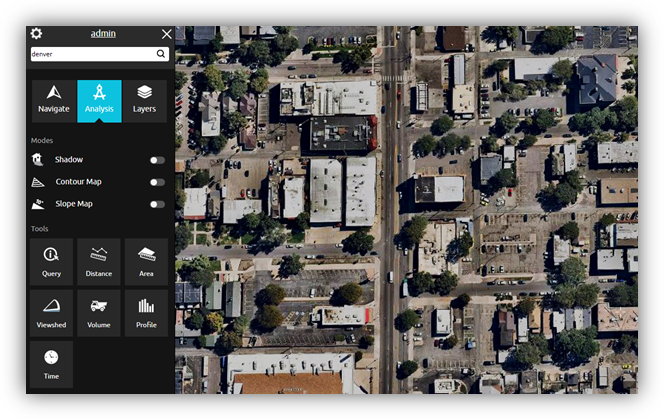 admin
denver
Navigate Analysis Layers
Modes
Shadow
Contour Map
Slope Map
Tools
Query Distance Area
Viewshed Volume Profile
Time